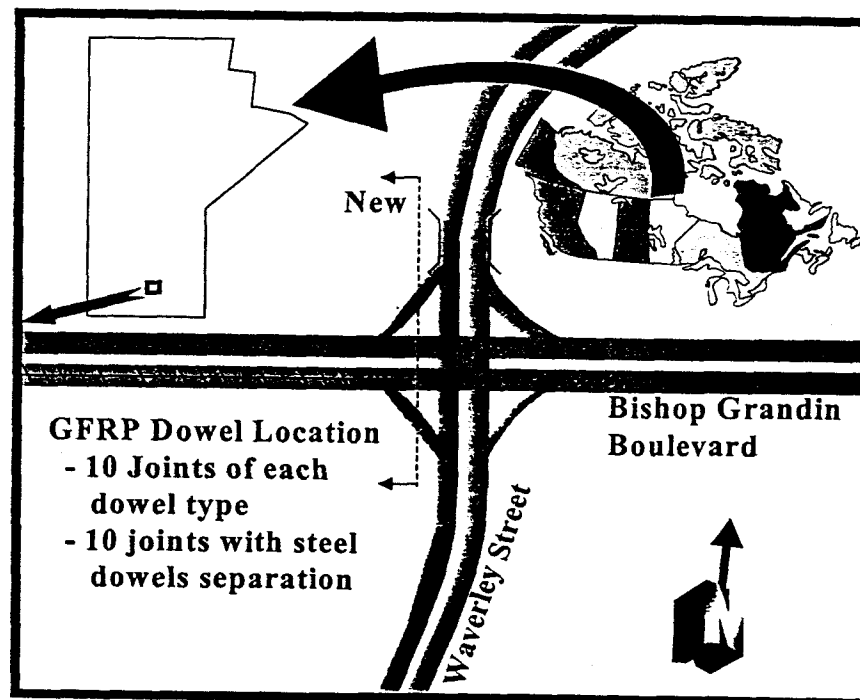 New
GFRP Dowel Location
- 10 Joints of each
dowel type
- 10 joints with steel
dowels separation
Bishop Grandin
Boulevard
Waverley Street
N